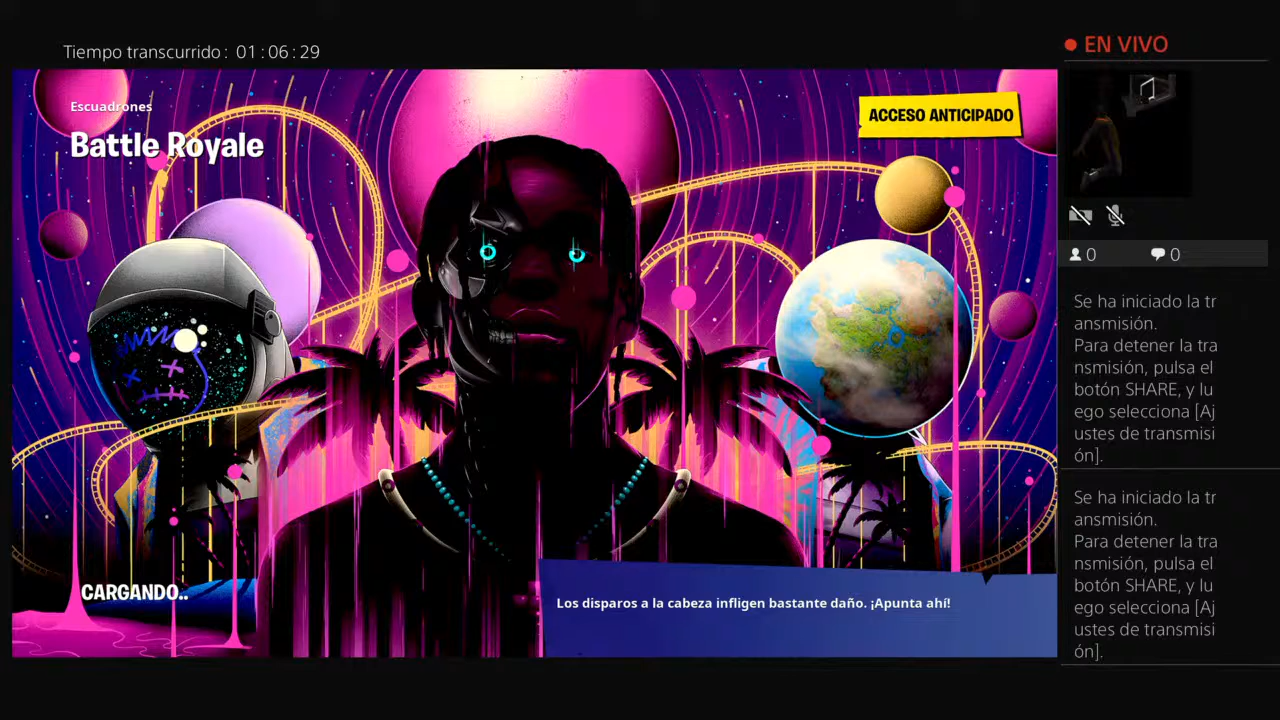 Tiempo transcurrido: 01:06:29
EN VIVO
Escuadrones
Battle Royale
ACCESO ANTICIPADO
0
0
Se ha iniciado la tr
ansmisión.
Para detener la tra
nsmisión, pulsa el
botón SHARE, y lu
ego selecciona [Aj
ustes de transmisi
ón].
Se ha iniciado la tr
ansmisión.
Para detener la tra
nsmisión, pulsa el
botón SHARE, y lu
ego selecciona [Aj
ustes de transmisi
ón].
CARGANDO..
Los disparos a la cabeza infligen bastante daño. ¡Apunta ahí!